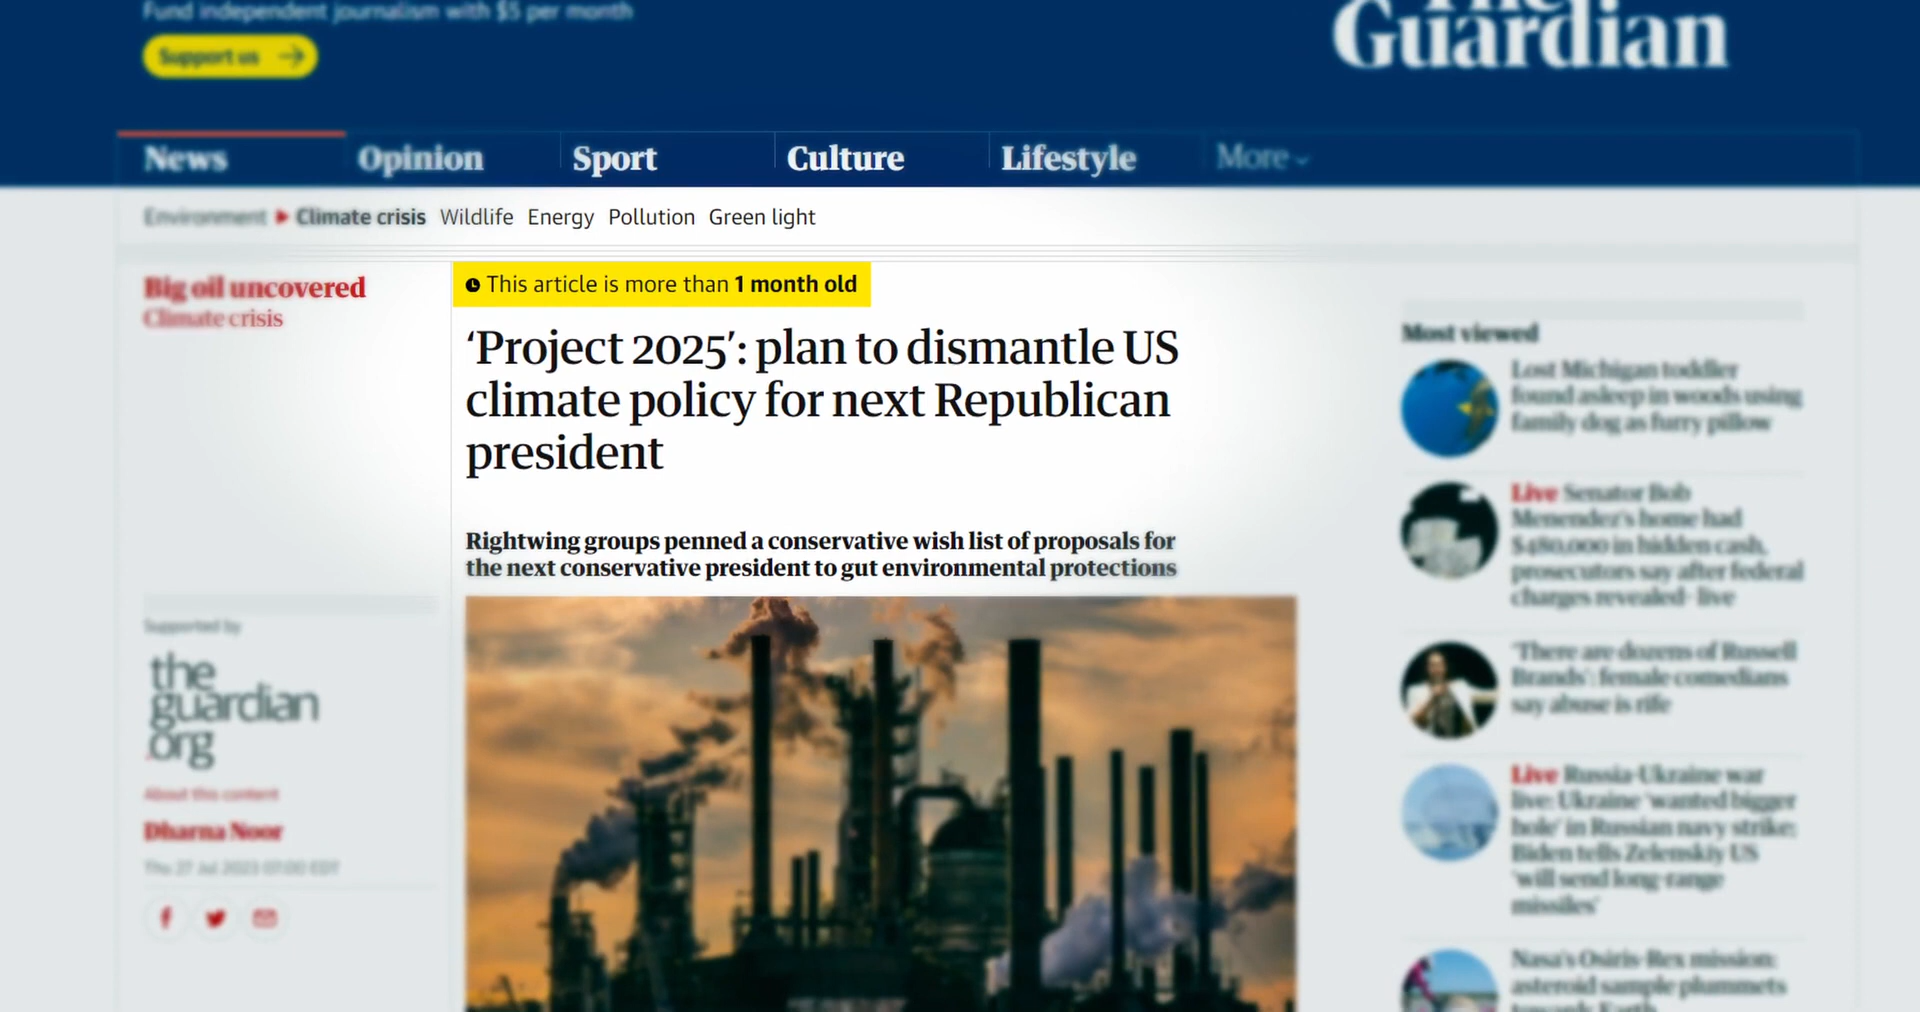 Fund independent journalism with $5 per month
Support us
The
Guardian
News
Opinion
Sport
Culture
Lifestyle
More
Environment
Climate crisis
Wildlife
Energy
Pollution
Green light
Big oil uncovered
Climate crisis
This article is more than 1 month old
‘Project 2025’: plan to dismantle US
climate policy for next Republican
president
Rightwing groups penned a conservative wish list of proposals for
the next conservative president to gut environmental protections
Supported by
the
guardian
.org
About this content
Dharna Noor
Thu 27 Jul 2023 07.00 EDT
Most viewed
Lost Michigan toddler
found asleep in woods using
family dog as furry pillow
Live Senator Bob
Menendez's home had
$480,000 in hidden cash,
prosecutors say after federal
charges revealed- live
‘There are dozens of Russell
Brands’: female comedians
say abuse is rife
Live Russia-Ukraine war
live: Ukraine ‘wanted bigger
hole’ in Russian navy strike;
Biden tells Zelenskiy US
‘will send long-range
missiles’
Nasa's Osiris-Rex mission:
asteroid sample plummets
towards Earth